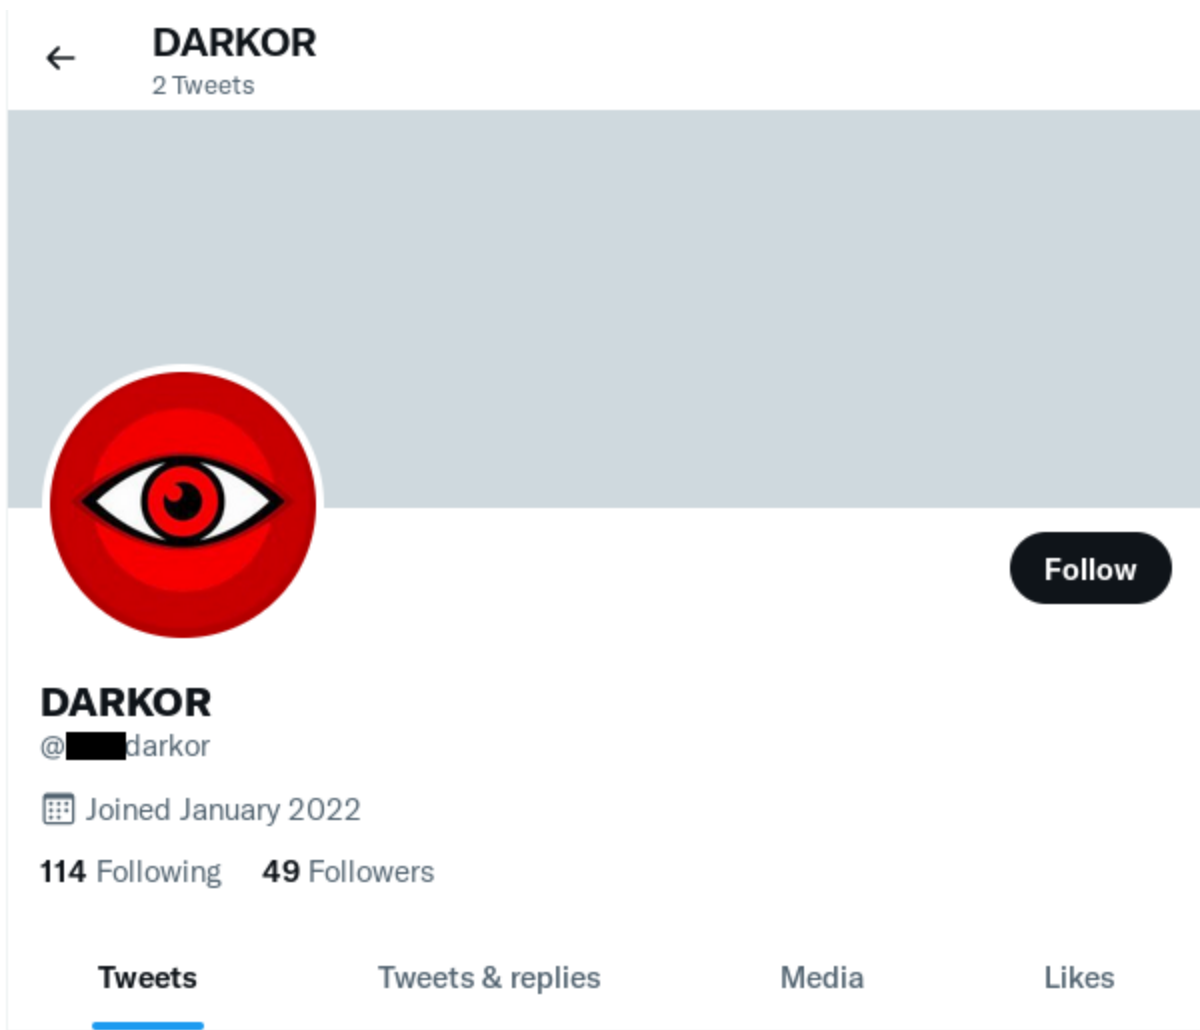 DARKOR
2 Tweets
Follow
DARKOR
@darkor
Joined January 2022
114 Following 49 Followers
Tweets Tweets & replies Media Likes